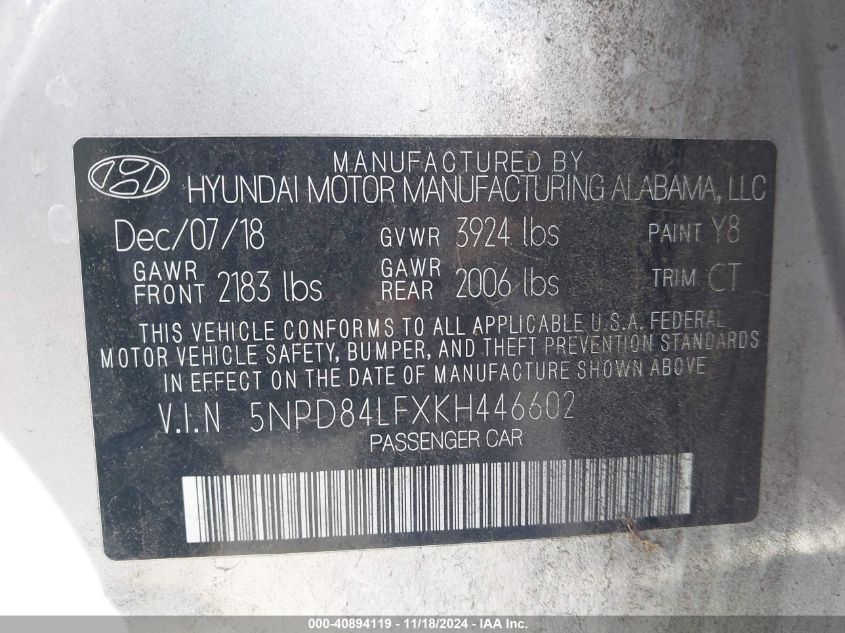 MANUFACTURED BY
HYUNDAI MOTOR MANUFACTURING ALABAMA, LLC
Dec/07/18 GVWR 3924 lbs PAINT Y8
GAWR FRONT 2183 lbs GAWR REAR 2006 lbs TRIM CT
THIS VEHICLE CONFORMS TO ALL APPLICABLE U.S.A. FEDERAL
MOTOR VEHICLE SAFETY, BUMPER, AND THEFT PREVENTION STANDARDS
IN EFFECT ON THE DATE OF MANUFACTURE SHOWN ABOVE
V.I.N 5NPD84LFXKH446602
PASSENGER CAR
000-40894119 - 11/18/2024 - © IAA, Inc.